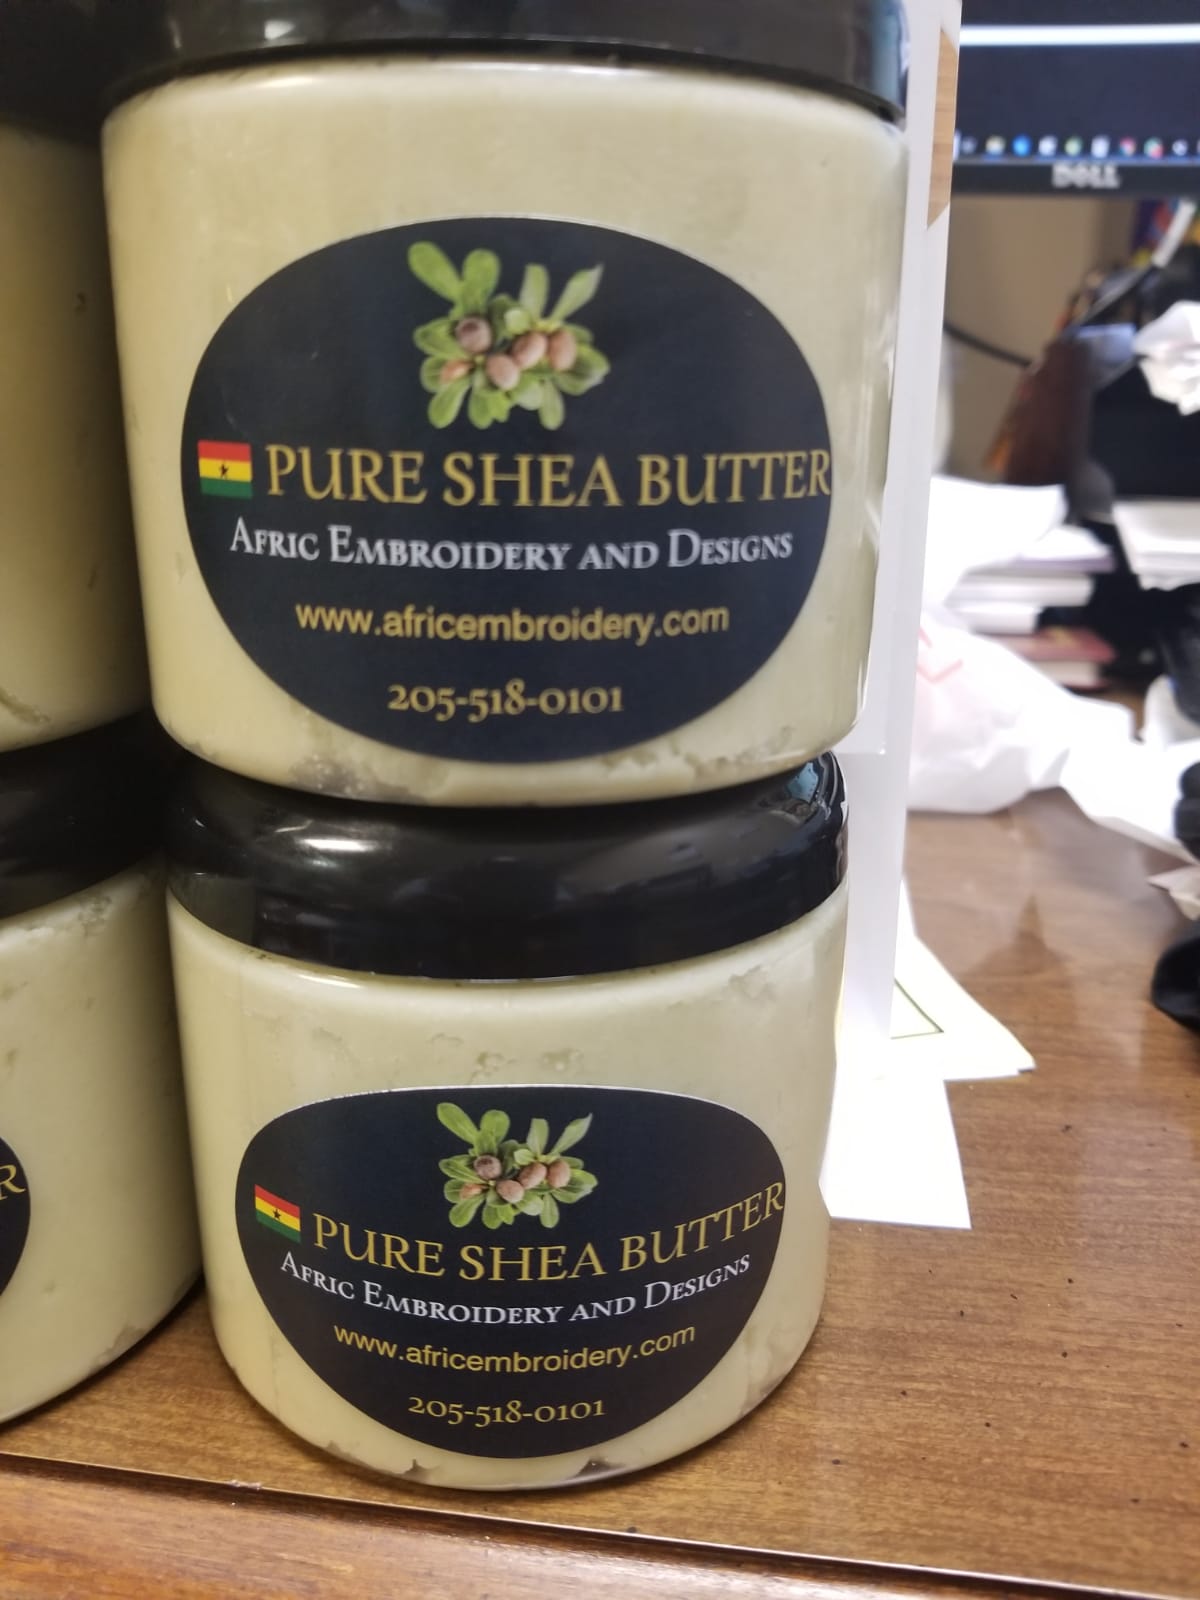 DELL
PURE SHEA BUTTER
AFRIC EMBROIDERY AND DESIGNS
www.africembroidery.com
205-518-0101
R
PURE SHEA BUTTER
AFRIC EMBROIDERY AND DESIGNS
www.africembroidery.com
205-518-0101